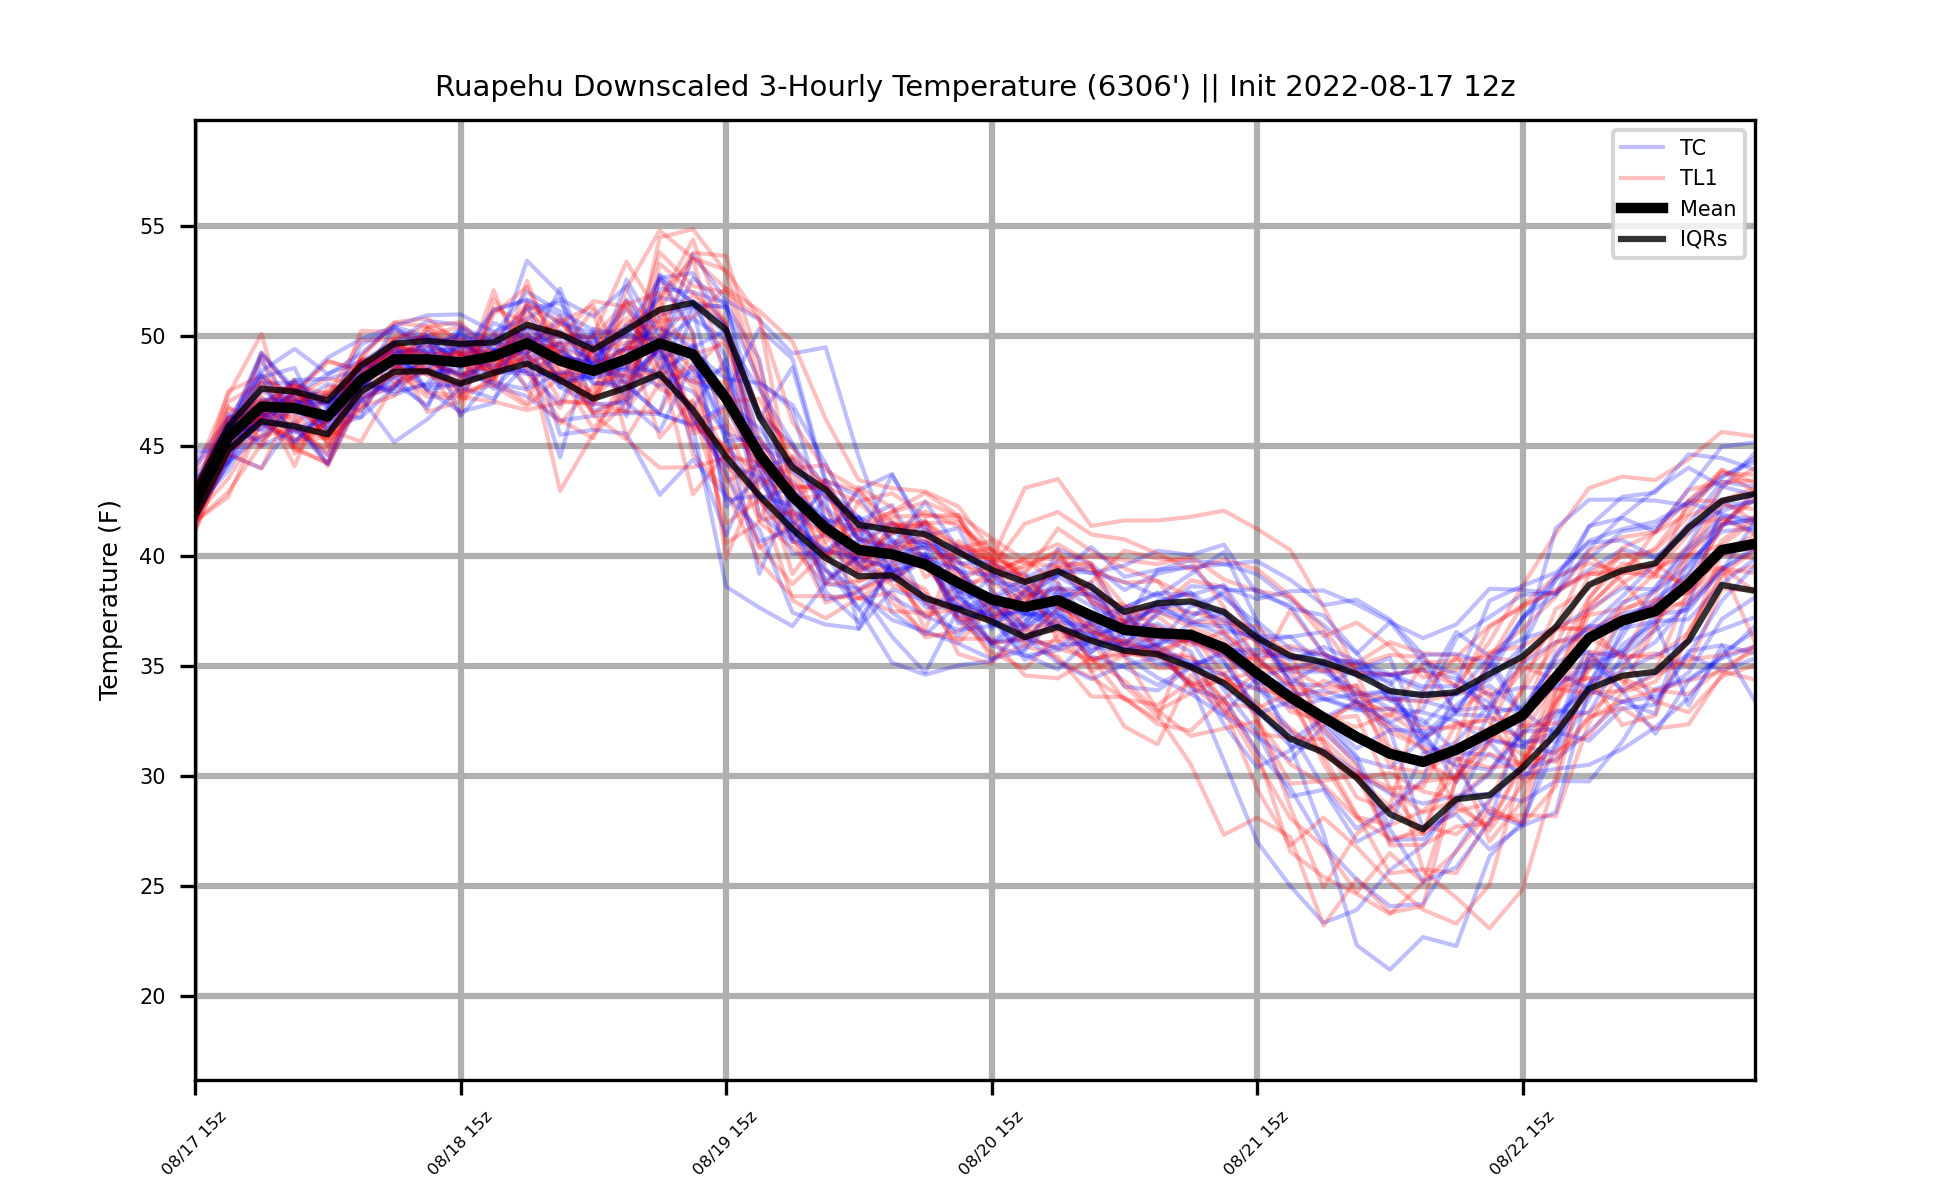 Ruapehu Downscaled 3-Hourly Temperature (6306') || Init 2022-08-17 12z
TC
TL1
Mean
IQRs
Temperature (F)
55
50
45
40
35
30
25
20
08/17 15z
08/18 15z
08/19 15z
08/20 15z
08/21 15z
08/22 15z